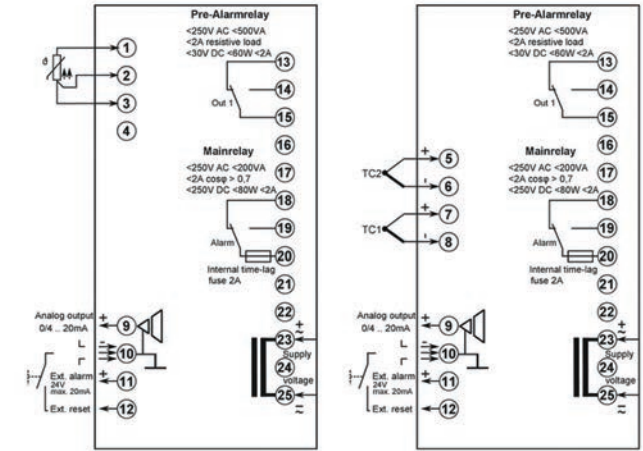 Pre-Alarmrelay
<250V AC <500VA
<2A resistive load
<30V DC <60W <2A
ϑ
1
2
3
4
13
14
Out 1
15
16
Mainrelay
17
<250V AC <200VA
<2A cosφ > 0,7
<250V DC <80W <2A
18
19
Alarm
20
Internal time-lag
fuse 2A
21
22
Analog output
0/4 .. 20mA
+
9
-
10
Ext. alarm
24V
max. 20mA
+
11
Ext. reset
12
+
~
23
Supply
24
voltage
25
-
~
Pre-Alarmrelay
<250V AC <500VA
<2A resistive load
<30V DC <60W <2A
13
14
Out 1
15
16
Mainrelay
17
<250V AC <200VA
<2A cosφ > 0,7
<250V DC <80W <2A
18
19
Alarm
20
Internal time-lag
fuse 2A
21
22
TC2
+
5
-
6
TC1
+
7
-
8
Analog output
0/4 .. 20mA
+
9
-
10
Ext. alarm
24V
max. 20mA
+
11
Ext. reset
12
+
~
23
Supply
24
voltage
25
-
~